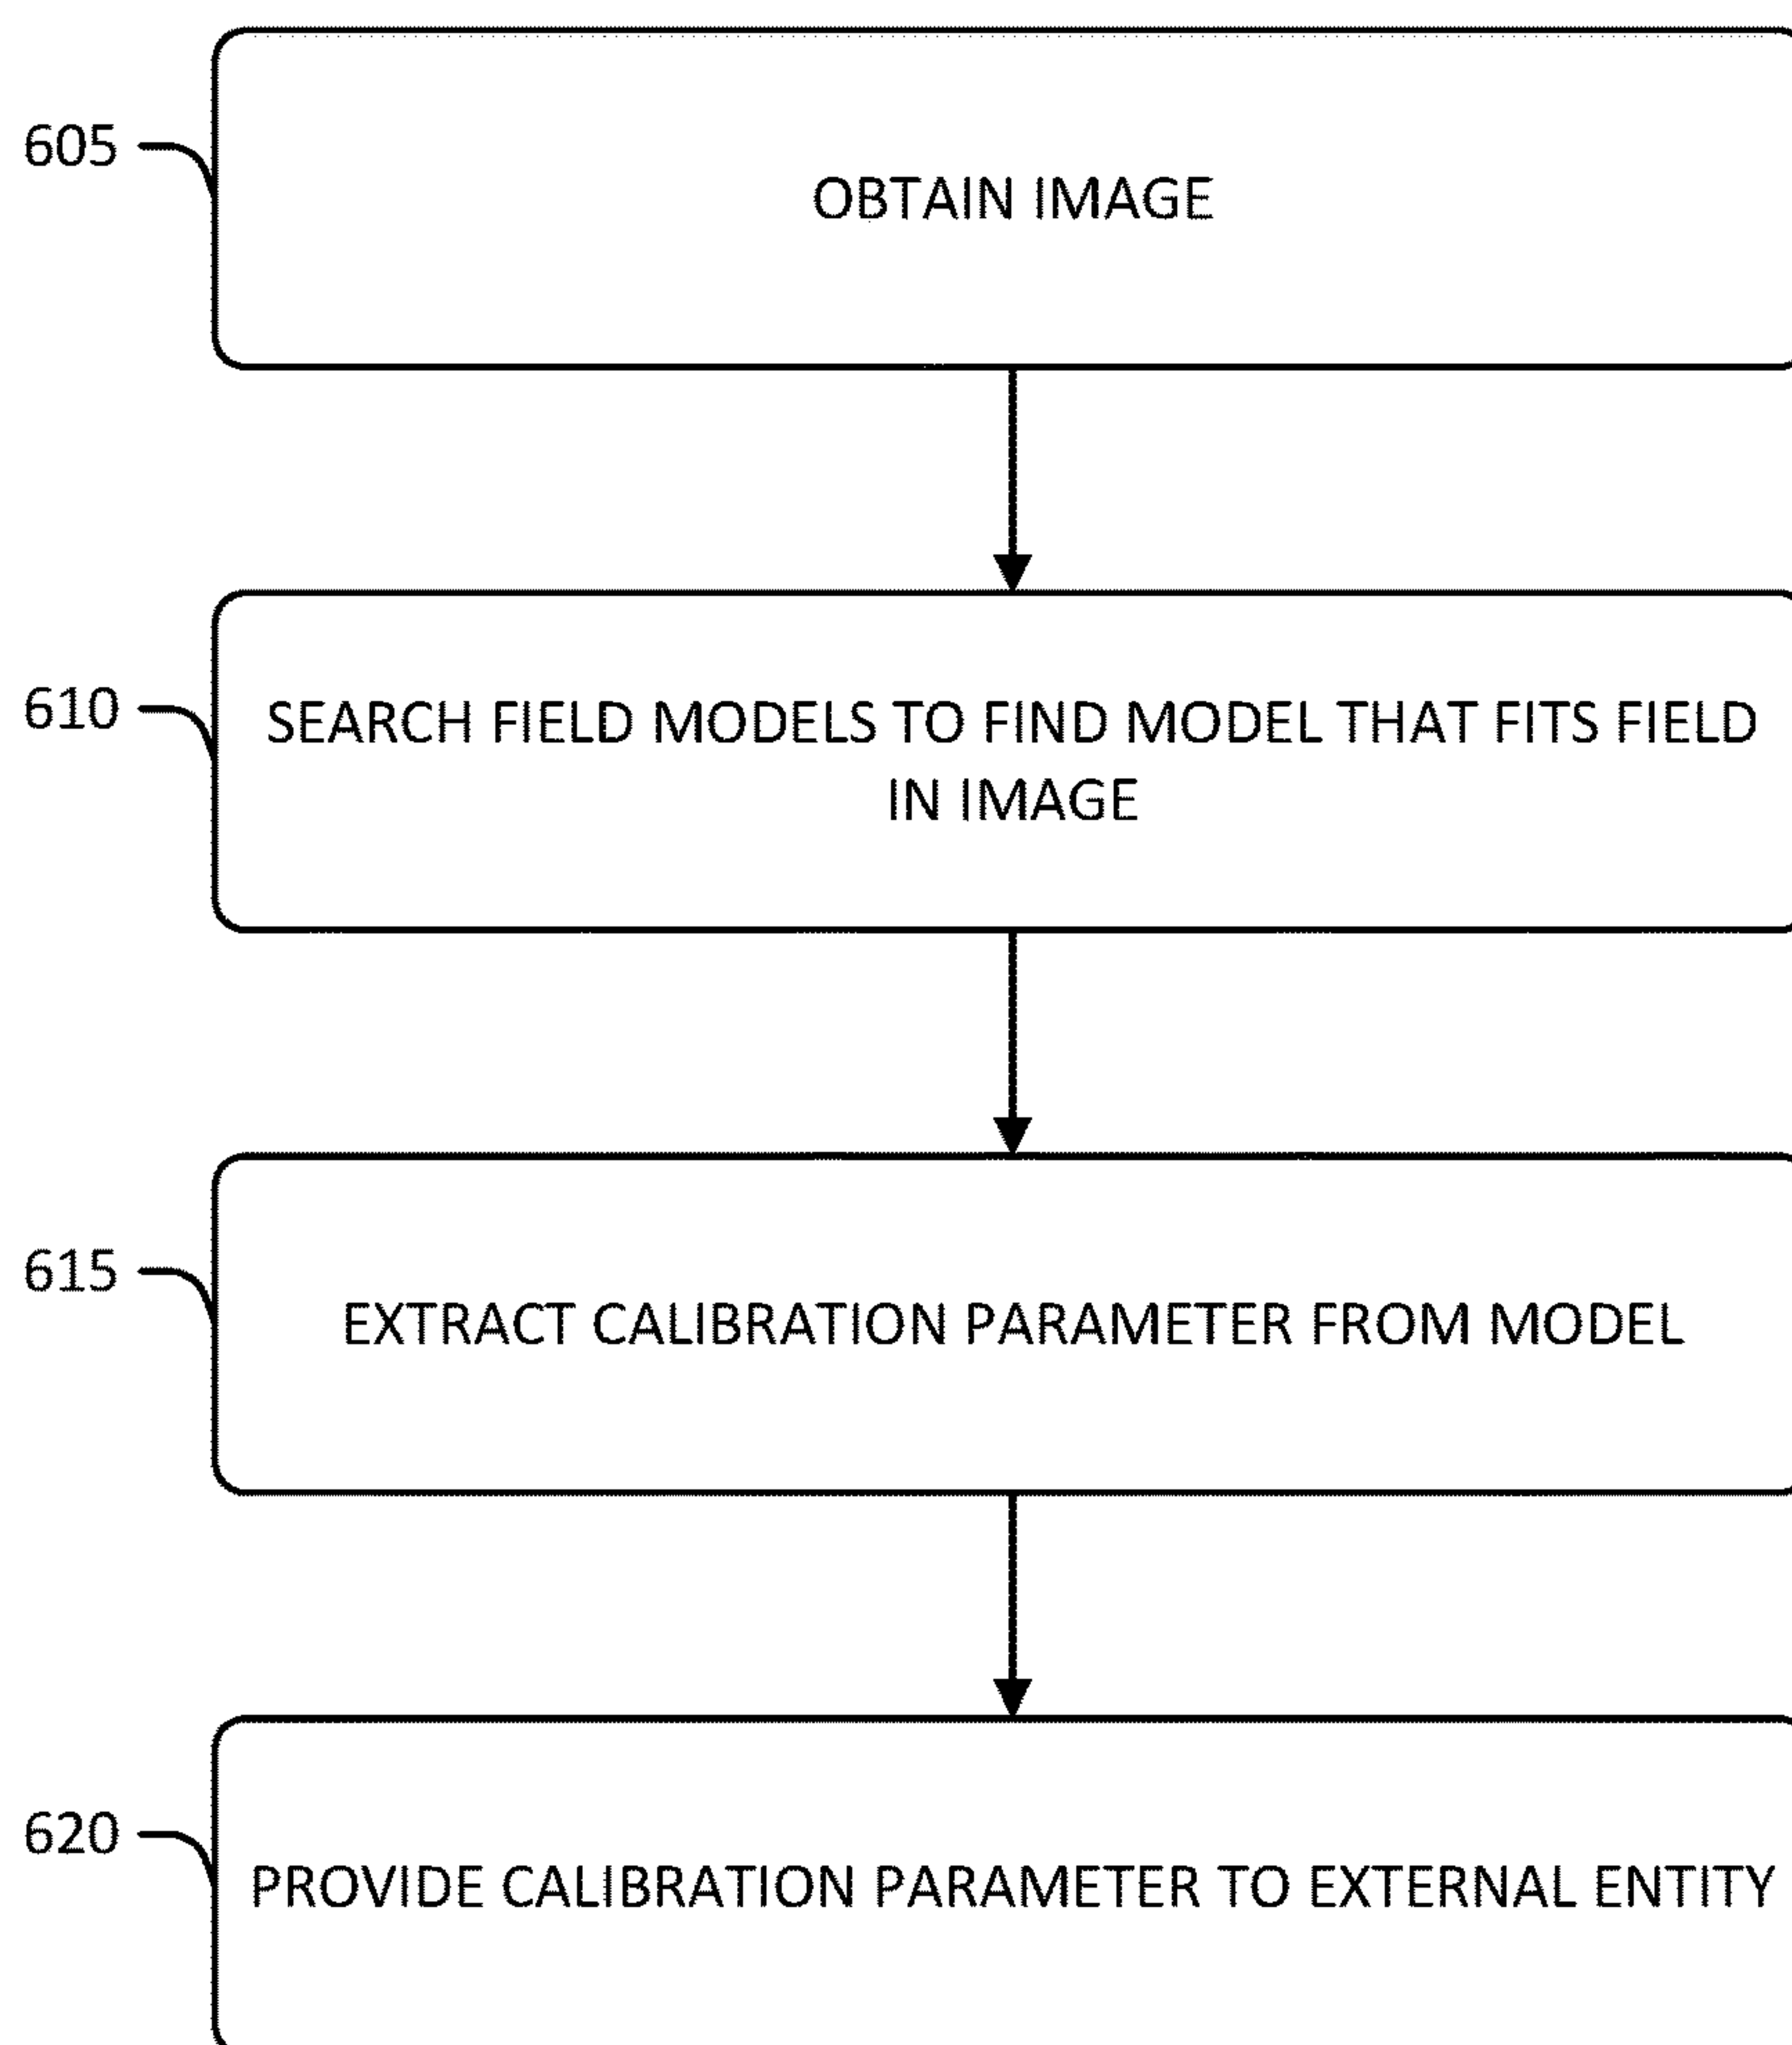 605
OBTAIN IMAGE
610
SEARCH FIELD MODELS TO FIND MODEL THAT FITS FIELD
IN IMAGE
615
EXTRACT CALIBRATION PARAMETER FROM MODEL
620
PROVIDE CALIBRATION PARAMETER TO EXTERNAL ENTITY